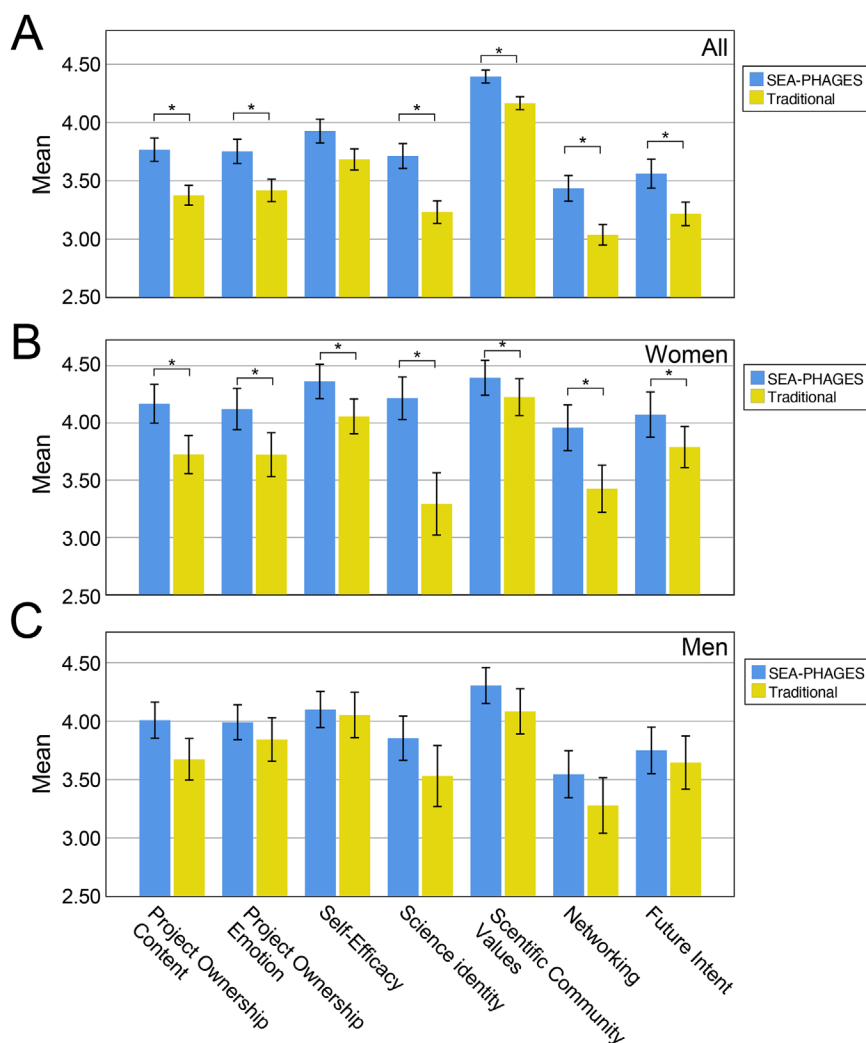 A
All
* * * * * *
4.50
4.00
3.50
3.00
2.50
Mean
SEA-PHAGES
Traditional
B
Women
* * * * * * *
4.50
4.00
3.50
3.00
2.50
Mean
SEA-PHAGES
Traditional
C
Men
4.50
4.00
3.50
3.00
2.50
Mean
SEA-PHAGES
Traditional
Project Ownership
Content
Project Ownership
Emotion
Self-Efficacy
Science identity
Scentific Community
Values
Networking
Future Intent